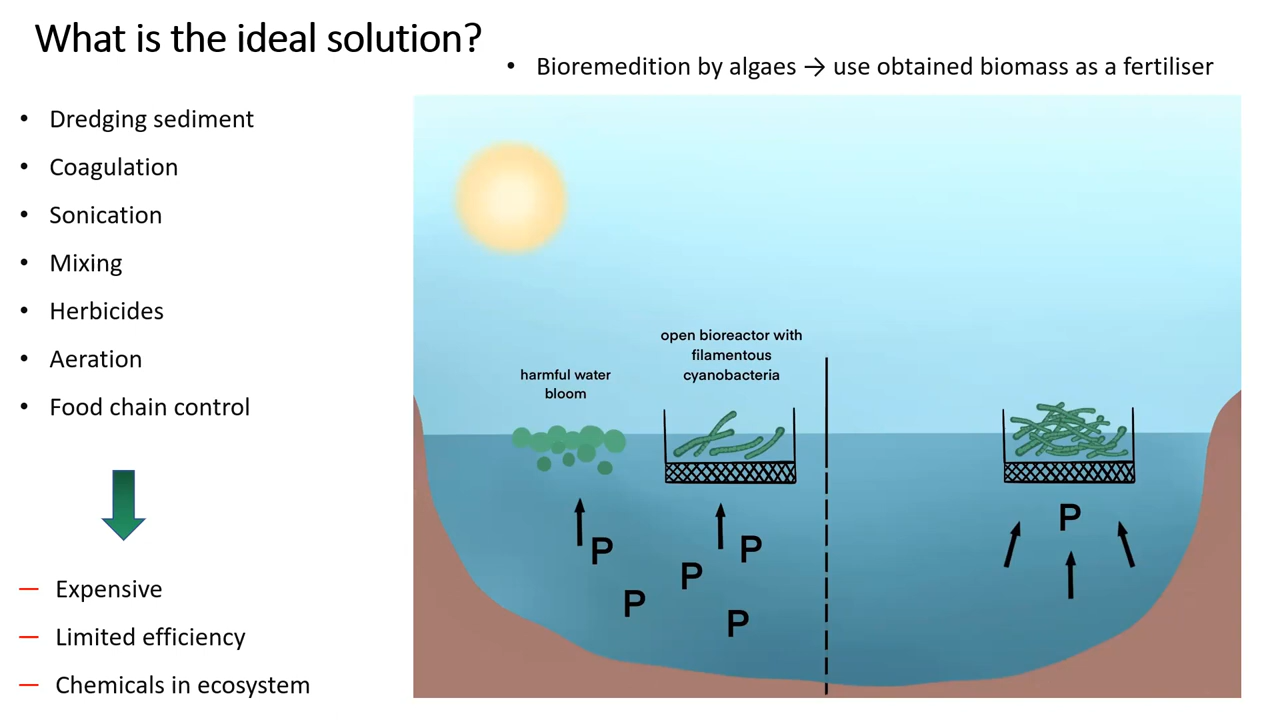 What is the ideal solution?
• Bioremedition by algaes → use obtained biomass as a fertiliser
• Dredging sediment
• Coagulation
• Sonication
• Mixing
• Herbicides
• Aeration
• Food chain control
— Expensive
— Limited efficiency
— Chemicals in ecosystem
harmful water
bloom
open bioreactor with
filamentous
cyanobacteria
P
P
P
P
P
P